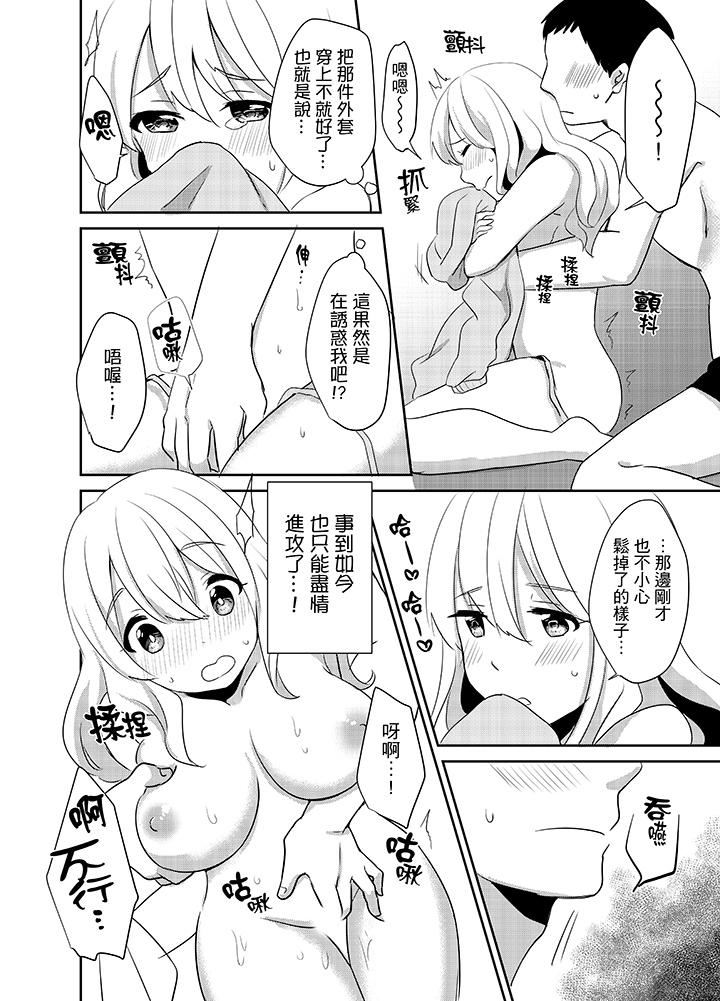 ～！
顫抖
嗯嗯～～
抓緊
揉捏
揉捏
顫抖
把那件外套
穿上不就好了…
也就是說…
嗯
這果然是
在誘惑我吧!?
伸…
顫抖
咕啾
唔喔…！
…那邊剛才
也不小心
鬆掉了的樣子…
哈ー♡
哈ー♡
吞嚥
事到如今
也只能盡情
進攻了…！
揉捏
呀啊…！
咕啾
咕啾
啊
不行…